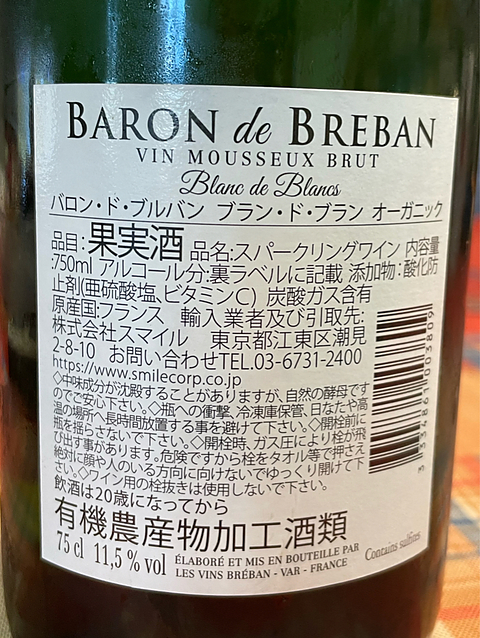 BARON de BREBAN
VIN MOUSSEUX BRUT
Blanc de Blancs
バロン・ド・ブルバン ブラン・ド・ブラン オーガニック
品目:果実酒 品名:スパークリングワイン 内容量
:750ml アルコール分:裏ラベルに記載 添加物:酸化防
止剤(亜硫酸塩、ビタミンC) 炭酸ガス含有
原産国:フランス 輸入業者及び引取先:
株式会社スマイル 東京都江東区潮見
2-8-10 お問い合わせTEL.03-6731-2400
https://www.smilecorp.co.jp
◇中味成分が沈殿することがありますが、自然の酵母です
のでご安心下さい。◇瓶への衝撃、冷凍庫保管、日なたや高
温の場所へ長時間放置する事を避けて下さい。◇開栓前に
瓶を揺らさないで下さい。◇開栓時、ガス圧により栓が飛
び出す事があります。危険ですから栓をタオル等で押さえ
絶対に顔や人のいる方向に向けないでゆっくり開けて下
さい。◇ワイン用の栓抜きは使用しないで下さい。
飲酒は20歳になってから
有機農産物加工酒類
75 cl 11,5 % vol
ÉLABORÉ ET MIS EN BOUTEILLE PAR
LES VINS BRÉBAN - VAR - FRANCE
Contains sulfites